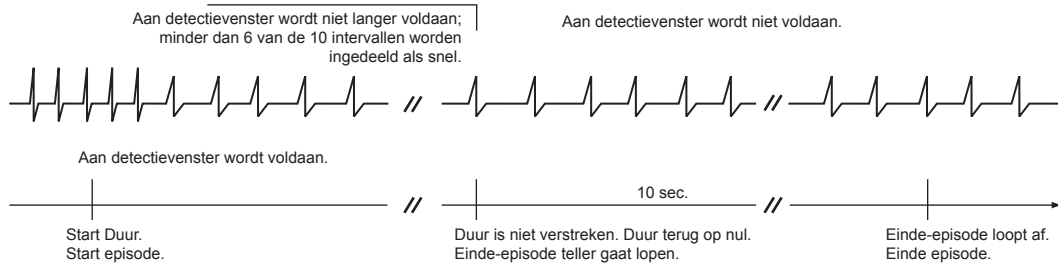 Aan detectievenster wordt niet langer voldaan;
minder dan 6 van de 10 intervallen worden
ingedeeld als snel.
Aan detectievenster wordt niet voldaan.
Aan detectievenster wordt voldaan.
10 sec.
Start Duur.
Start episode.
Duur is niet verstreken. Duur terug op nul.
Einde-episode teller gaat lopen.
Einde-episode loopt af.
Einde episode.